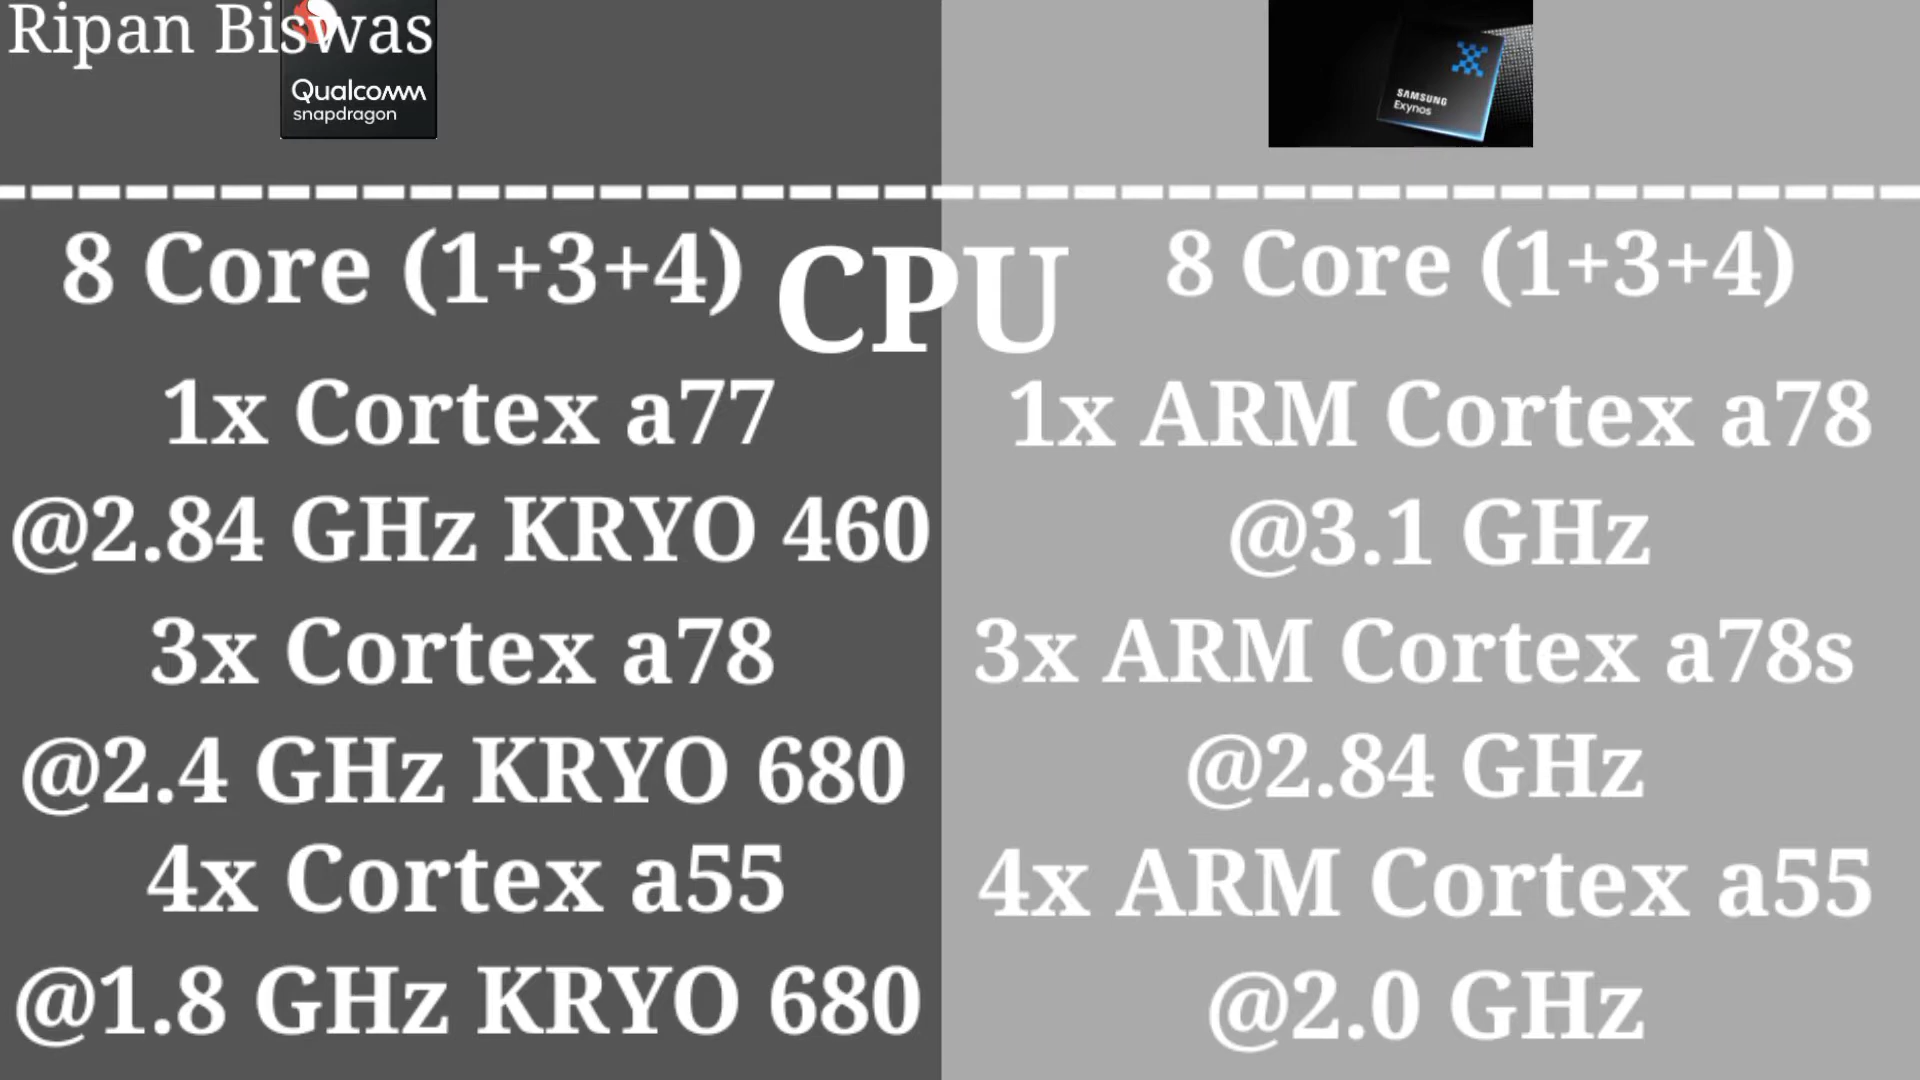 Ripan Biswas
Qualcomm
snapdragon
SAMSUNG
Exynos
CPU
8 Core (1+3+4)
1x Cortex a77
@2.84 GHz KRYO 460
3x Cortex a78
@2.4 GHz KRYO 680
4x Cortex a55
@1.8 GHz KRYO 680
8 Core (1+3+4)
1x ARM Cortex a78
@3.1 GHz
3x ARM Cortex a78s
@2.84 GHz
4x ARM Cortex a55
@2.0 GHz